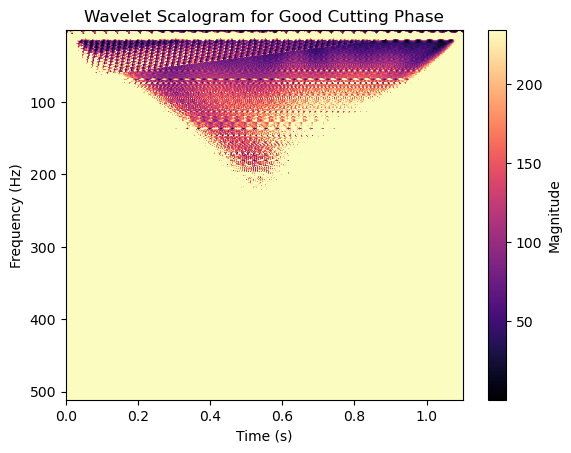 Wavelet Scalogram for Good Cutting Phase
Frequency (Hz)
100
200
300
400
500
0.0 0.2 0.4 0.6 0.8 1.0
Time (s)
200
150
100
50
Magnitude